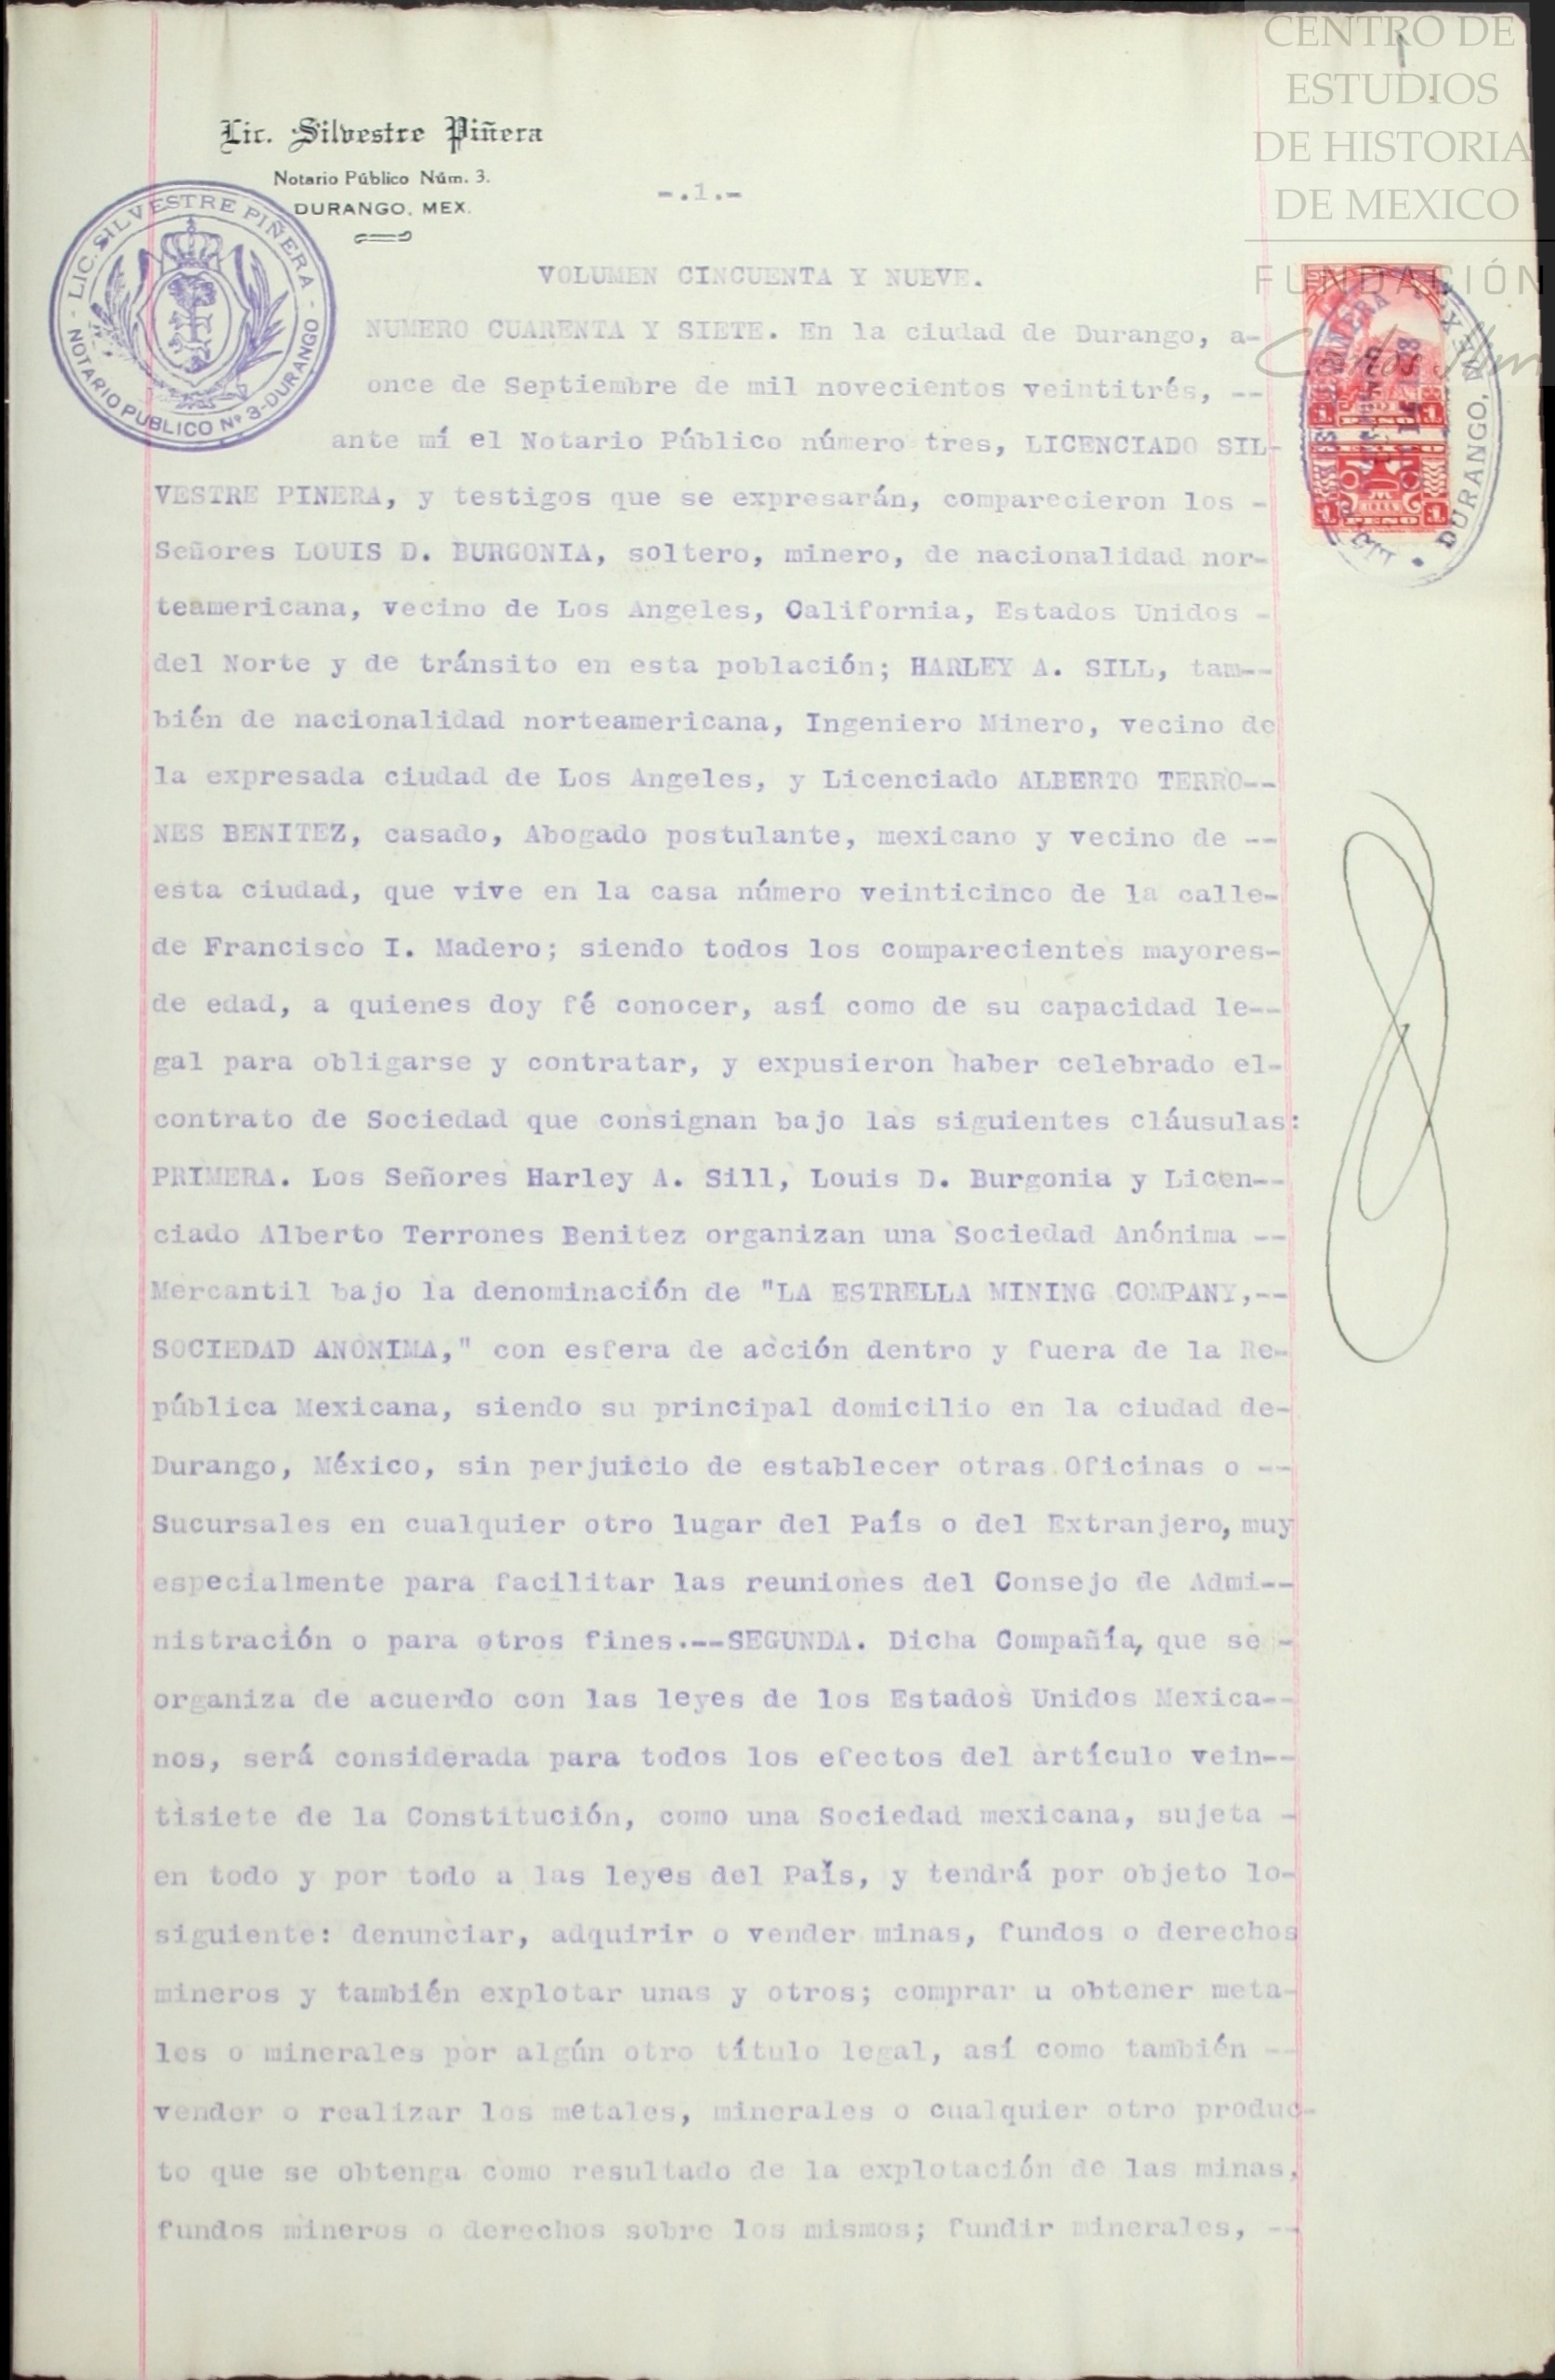 CENTRO DE
ESTUDIOS
DE HISTORIA
DE MEXICO
FUNDACIÓN
Carlos Slim
Lic. Silvestre Piñera
Notario Público Núm. 3.
DURANGO, MEX.
LIC. SILVESTRE PIÑERA
NOTARIO PUBLICO Nº 3-DURANGO
-.1.-
VOLUMEN CINCUENTA Y NUEVE.
NUMERO CUARENTA Y SIETE. En la ciudad de Durango, a-
once de Septiembre de mil novecientos veintitrés, --
ante mí el Notario Público número tres, LICENCIADO SIL-
VESTRE PINERA, y testigos que se expresarán, comparecieron los -
Señores LOUIS D. BURGONIA, soltero, minero, de nacionalidad nor-
teamericana, vecino de Los Angeles, California, Estados Unidos -
del Norte y de tránsito en esta población; HARLEY A. SILL, tam--
bién de nacionalidad norteamericana, Ingeniero Minero, vecino de
la expresada ciudad de Los Angeles, y Licenciado ALBERTO TERRO--
NES BENITEZ, casado, Abogado postulante, mexicano y vecino de --
esta ciudad, que vive en la casa número veinticinco de la calle-
de Francisco I. Madero; siendo todos los comparecientes mayores-
de edad, a quienes doy fé conocer, así como de su capacidad le--
gal para obligarse y contratar, y expusieron haber celebrado el-
contrato de Sociedad que consignan bajo las siguientes cláusulas:
PRIMERA. Los Señores Harley A. Sill, Louis D. Burgonia y Licen--
ciado Alberto Terrones Benitez organizan una Sociedad Anónima --
Mercantil bajo la denominación de "LA ESTRELLA MINING COMPANY,--
SOCIEDAD ANONIMA," con esfera de acción dentro y fuera de la Re-
pública Mexicana, siendo su principal domicilio en la ciudad de-
Durango, México, sin perjuicio de establecer otras Oficinas o --
Sucursales en cualquier otro lugar del País o del Extranjero, muy
especialmente para facilitar las reuniones del Consejo de Admi--
nistración o para otros fines.--SEGUNDA. Dicha Compañía, que se -
organiza de acuerdo con las leyes de los Estados Unidos Mexica--
nos, será considerada para todos los efectos del artículo vein--
tisiete de la Constitución, como una Sociedad mexicana, sujeta -
en todo y por todo a las leyes del País, y tendrá por objeto lo-
siguiente: denunciar, adquirir o vender minas, fundos o derechos
mineros y también explotar unas y otros; comprar u obtener meta-
les o minerales por algún otro título legal, así como también --
vender o realizar los metales, minerales o cualquier otro produc-
to que se obtenga como resultado de la explotación de las minas,
fundos mineros o derechos sobre los mismos; fundir minerales, --
DURANGO,